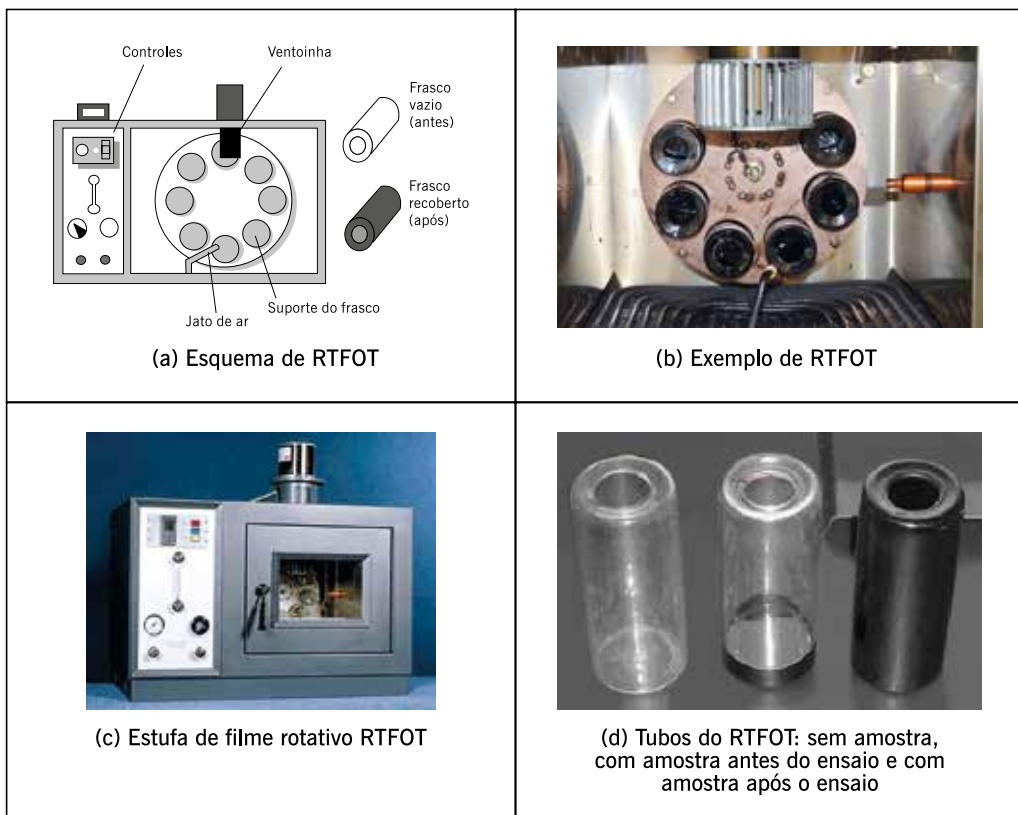 Controles
Ventoinha
Frasco
vazio
(antes)
Frasco
recoberto
(após)
Suporte do frasco
Jato de ar
(a) Esquema de RTFOT
(b) Exemplo de RTFOT
(c) Estufa de filme rotativo RTFOT
(d) Tubos do RTFOT: sem amostra,
com amostra antes do ensaio e com
amostra após o ensaio